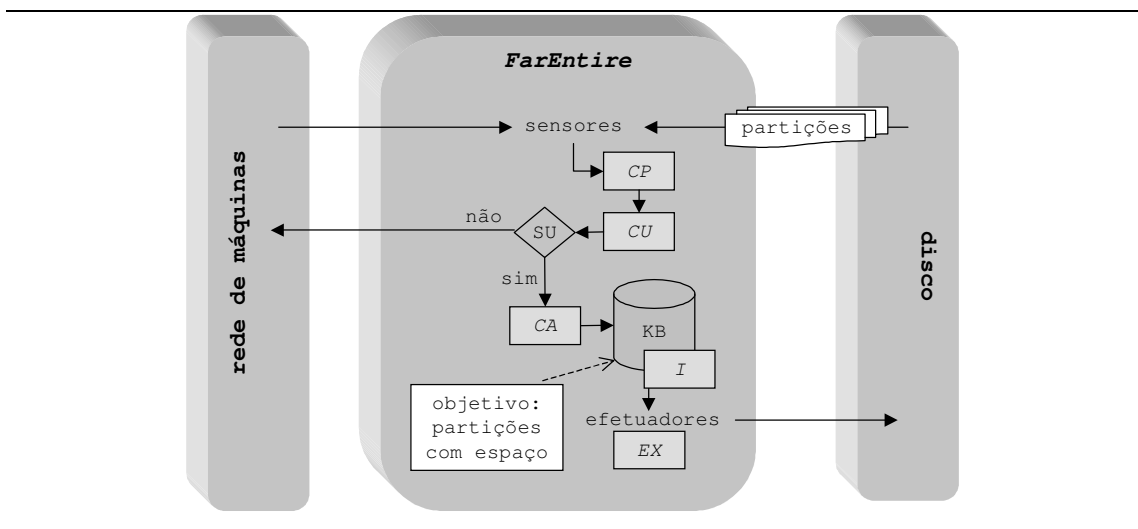 FarEntire
sensores
partições
CP
não
SU
CU
sim
CA
KB
I
objetivo:
partições
com espaço
efetuadores
EX
rede de máquinas
disco